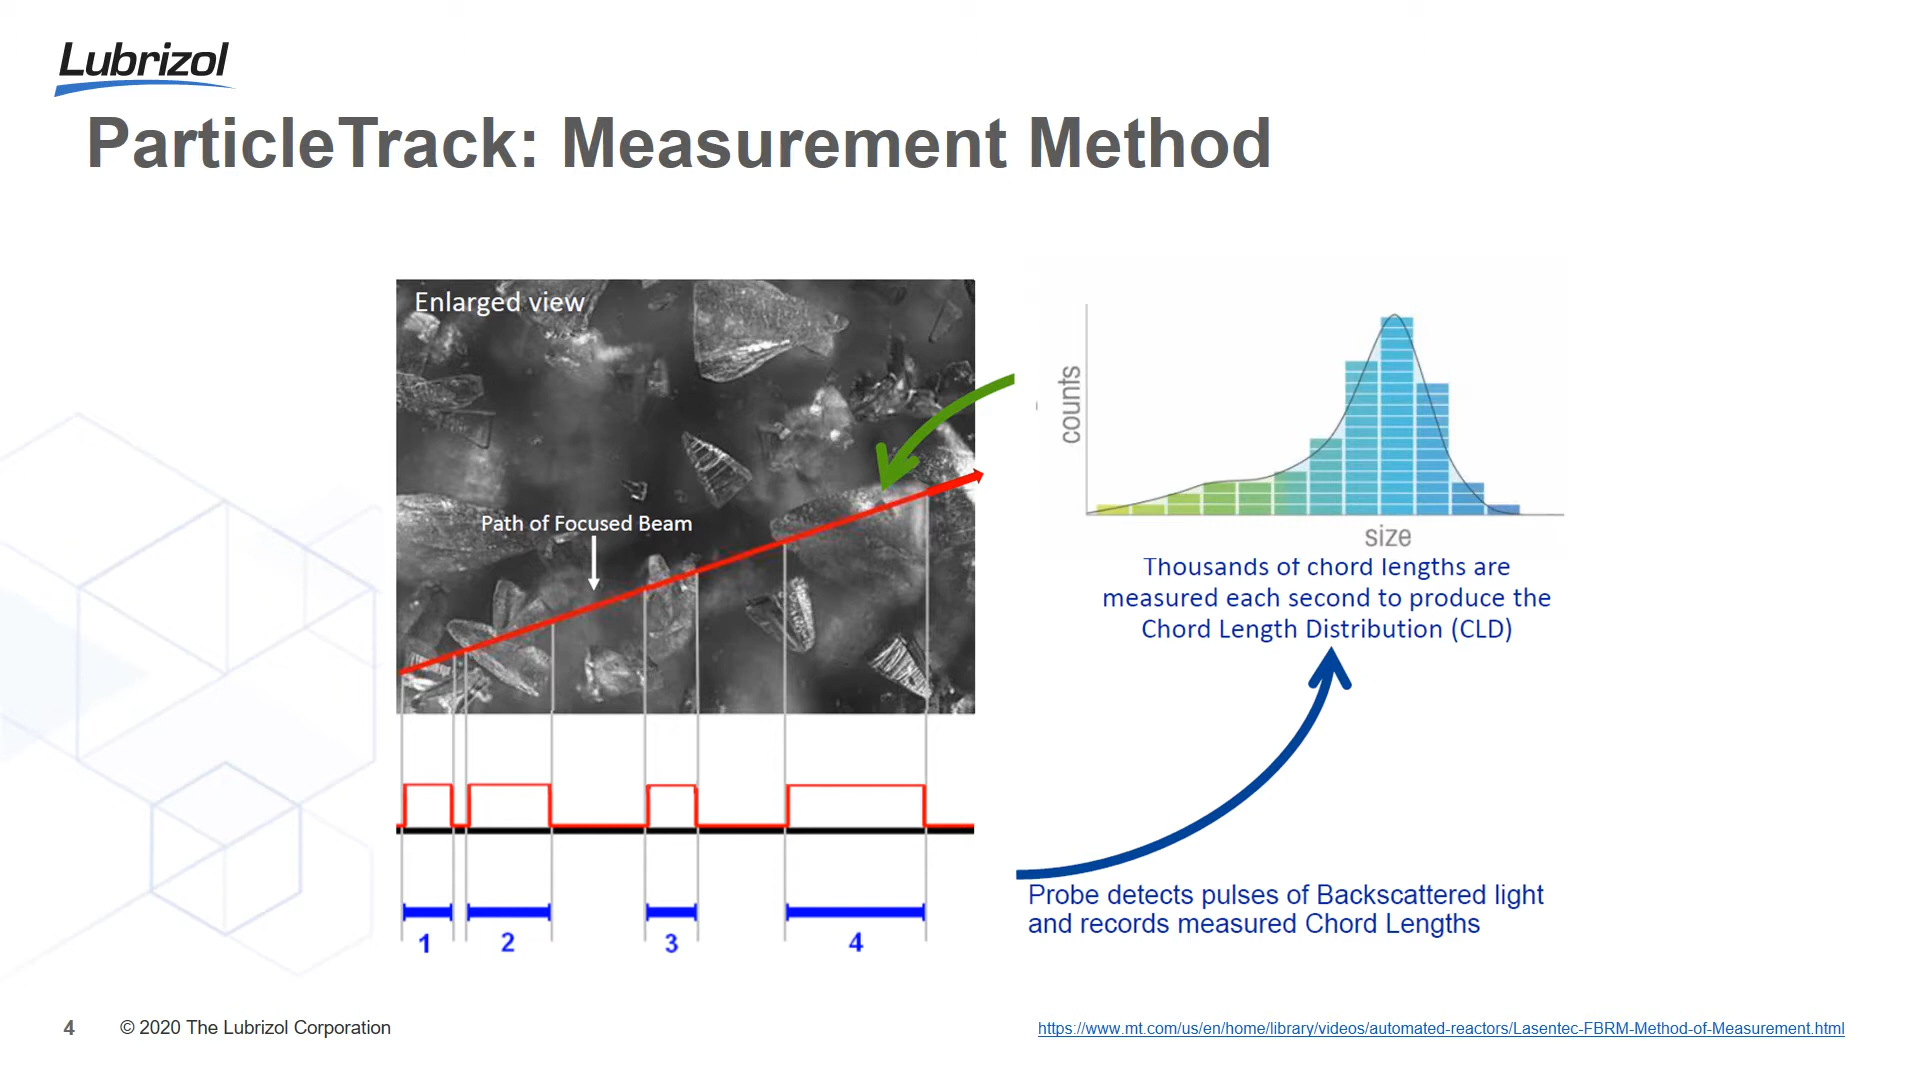 Lubrizol
ParticleTrack: Measurement Method
Enlarged view
Path of Focused Beam
1 2 3 4
counts
size
Thousands of chord lengths are
measured each second to produce the
Chord Length Distribution (CLD)
Probe detects pulses of Backscattered light
and records measured Chord Lengths
4 © 2020 The Lubrizol Corporation
https://www.mt.com/us/en/home/library/videos/automated-reactors/Lasentec-FBRM-Method-of-Measurement.html